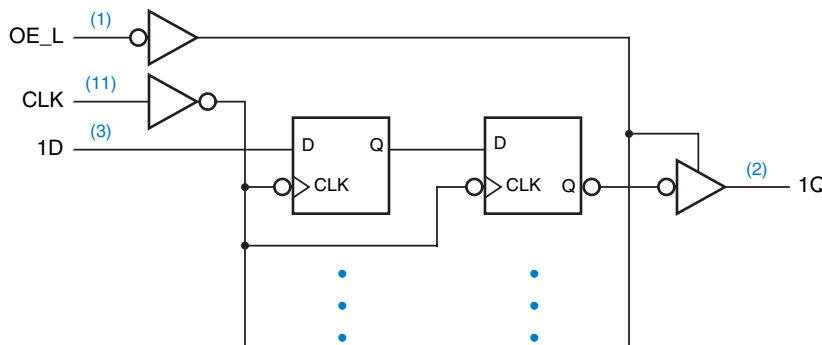 OE_L (1)
CLK (11)
1D (3)
D Q
CLK
D
CLK Q
(2) 1Q